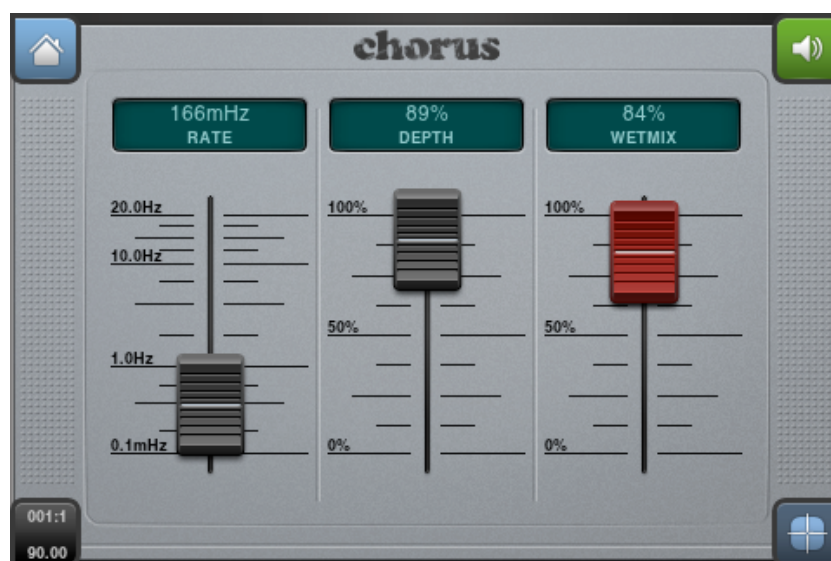 chorus
166mHz
RATE
89%
DEPTH
84%
WETMIX
20.0Hz
10.0Hz
1.0Hz
0.1mHz
100%
50%
0%
100%
50%
0%
001:1
90.00